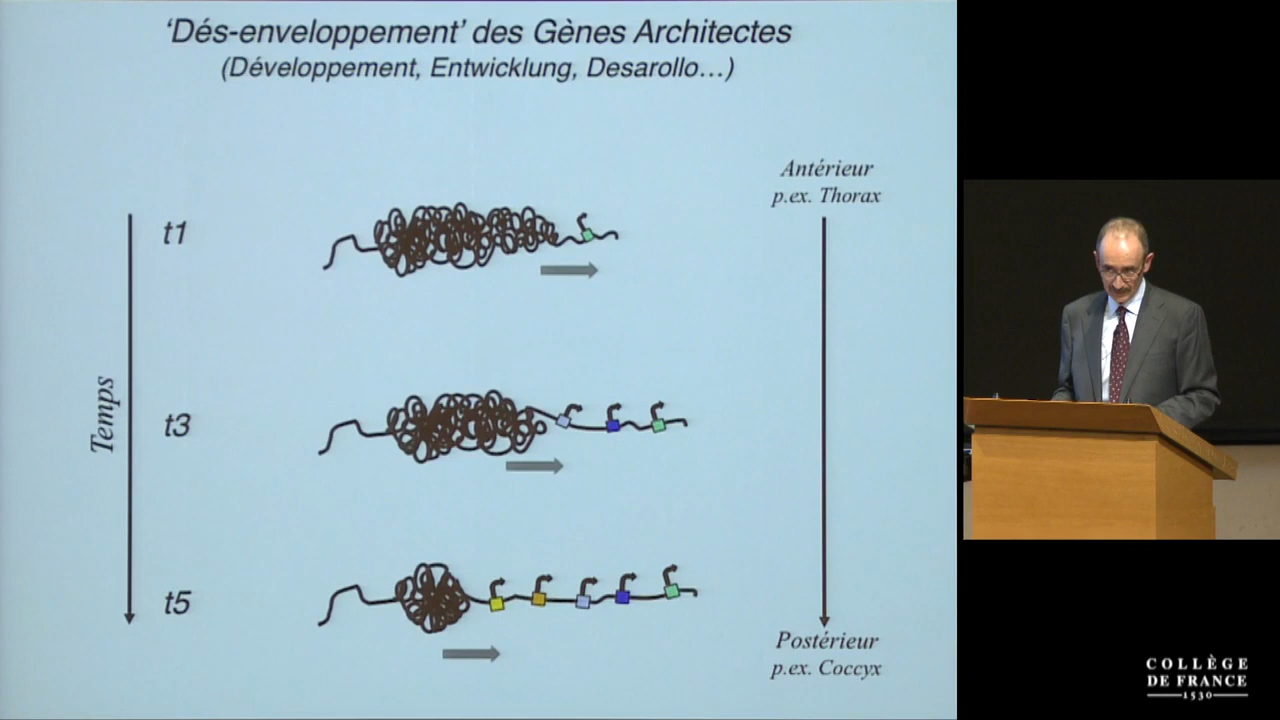 ‘Dés-enveloppement’ des Gènes Architectes
(Développement, Entwicklung, Desarollo…)
Antérieur
p.ex. Thorax
t1
Temps
t3
t5
Postérieur
p.ex. Coccyx
COLLÈGE
DE FRANCE
1530